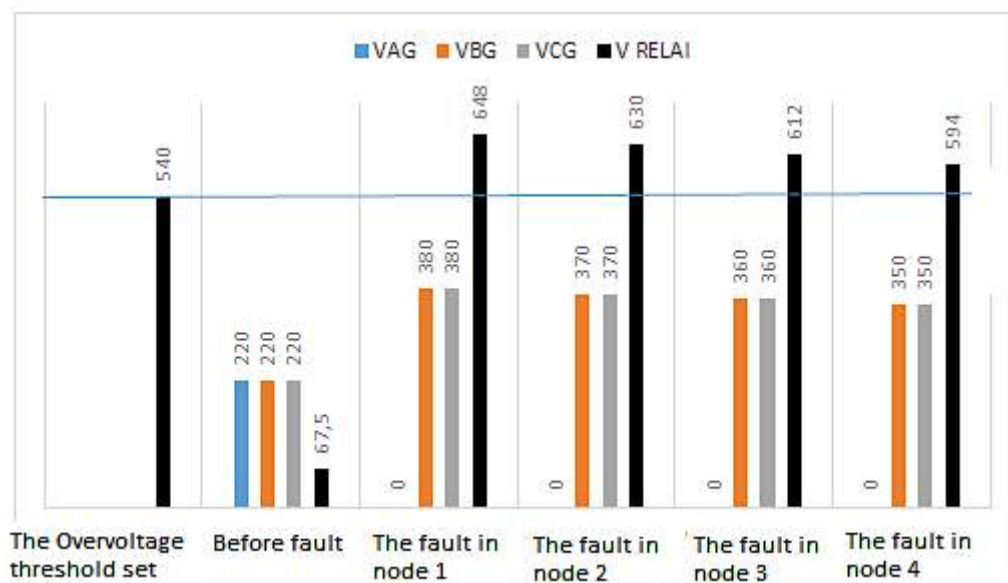 VAG VBG VCG V RELAI
540
220
220
220
67,5
0
380
380
648
0
370
370
630
0
360
360
612
0
350
350
594
The Overvoltage
threshold set
Before fault
The fault in
node 1
The fault in
node 2
The fault in
node 3
The fault in
node 4